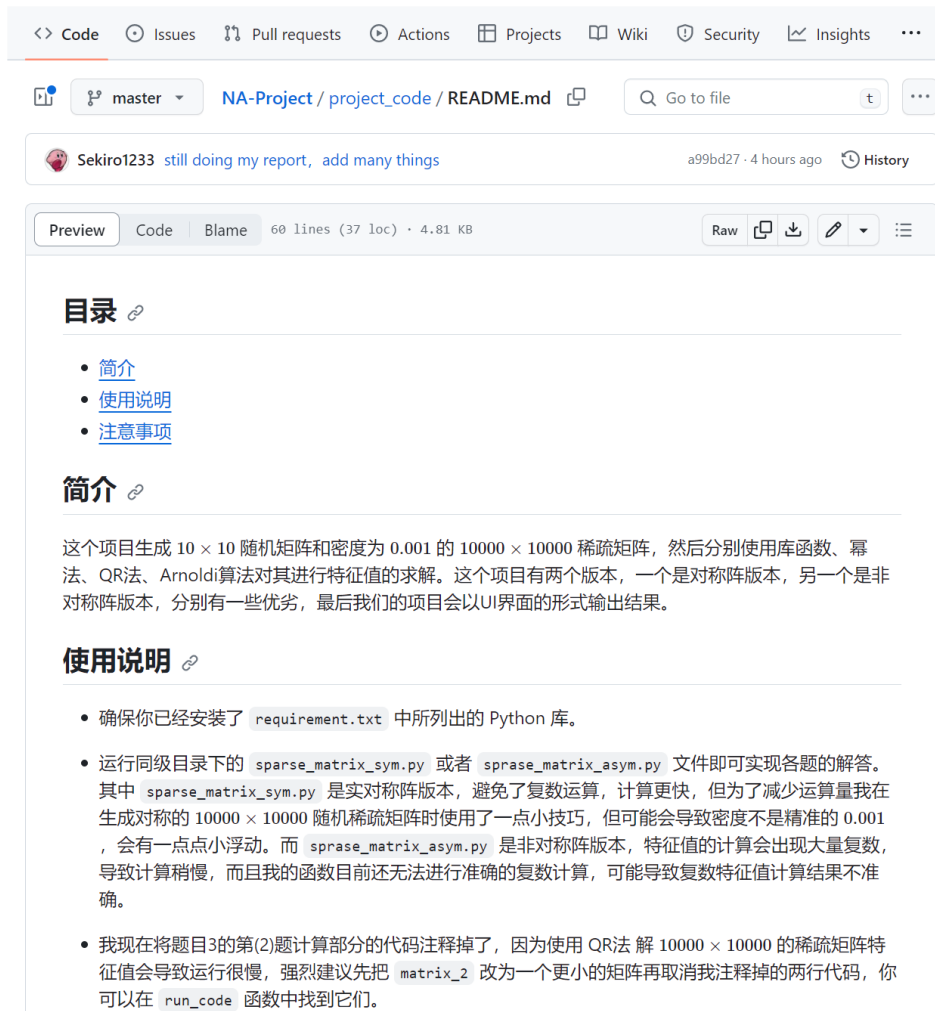 Code Issues Pull requests Actions Projects Wiki Security Insights ...
master NA-Project / project_code / README.md Go to file t ...
Sekiro1233 still doing my report，add many things a99bd27 · 4 hours ago History
Preview Code Blame 60 lines (37 loc) · 4.81 KB Raw
目录
简介
使用说明
注意事项
简介
这个项目生成 10 × 10 随机矩阵和密度为 0.001 的 10000 × 10000 稀疏矩阵，然后分别使用库函数、幂
法、QR法、Arnoldi算法对其进行特征值的求解。这个项目有两个版本，一个是对称阵版本，另一个是非
对称阵版本，分别有一些优劣，最后我们的项目会以UI界面的形式输出结果。
使用说明
确保你已经安装了 requirement.txt 中所列出的 Python 库。
运行同级目录下的 sparse_matrix_sym.py 或者 sprase_matrix_asym.py 文件即可实现各题的解答。
其中 sparse_matrix_sym.py 是实对称阵版本，避免了复数运算，计算更快，但为了减少运算量我在
生成对称的 10000 × 10000 随机稀疏矩阵时使用了一点小技巧，但可能会导致密度不是精准的 0.001
，会有一点点小浮动。而 sprase_matrix_asym.py 是非对称阵版本，特征值的计算会出现大量复数，
导致计算稍慢，而且我的函数目前还无法进行准确的复数计算，可能导致复数特征值计算结果不准
确。
我现在将题目3的第(2)题计算部分的代码注释掉了，因为使用 QR法 解 10000 × 10000 的稀疏矩阵特
征值会导致运行很慢，强烈建议先把 matrix_2 改为一个更小的矩阵再取消我注释掉的两行代码，你
可以在 run_code 函数中找到它们。